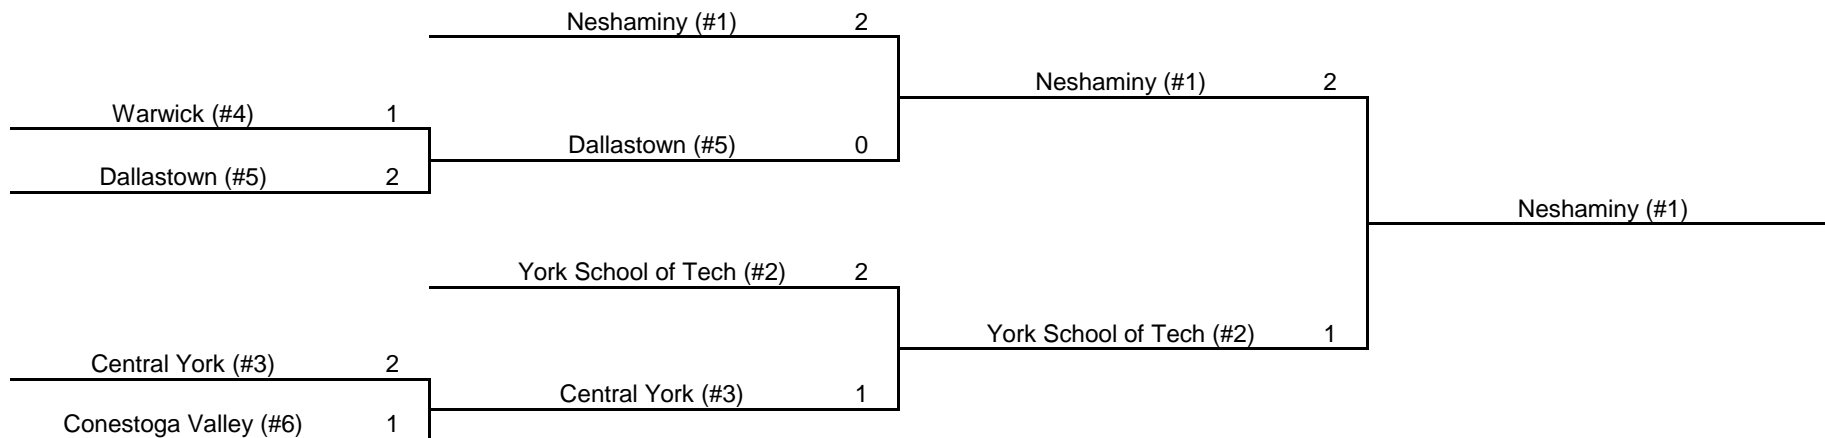 Neshaminy (#1) 2
Neshaminy (#1) 2
Warwick (#4) 1
Dallastown (#5) 0
Dallastown (#5) 2
Neshaminy (#1)
York School of Tech (#2) 2
York School of Tech (#2) 1
Central York (#3) 2
Central York (#3) 1
Conestoga Valley (#6) 1